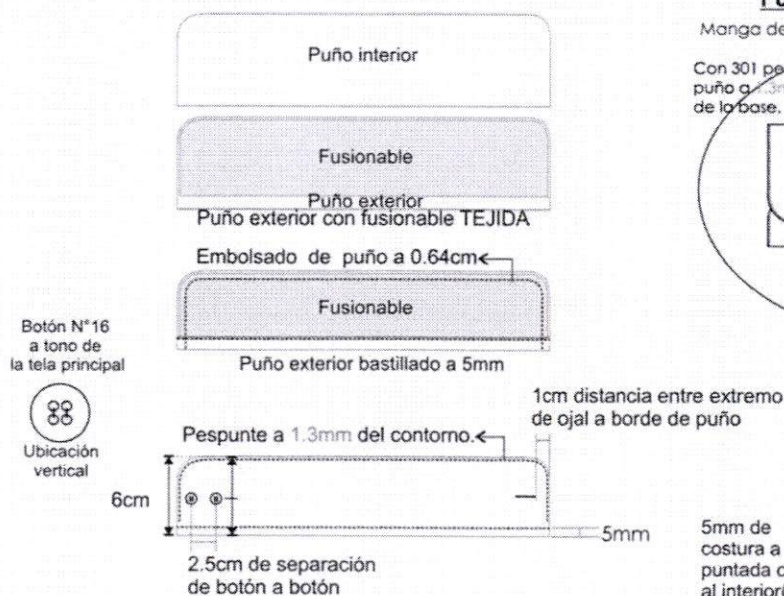 Puño interior
Fusionable
Puño exterior
Puño exterior con fusionable TEJIDA
Embolsado de puño a 0.64cm
Fusionable
Puño exterior bastillado a 5mm
Botón N°16
a tono de
la tela principal
Ubicación
vertical
Pespunte a 1.3mm del contorno.
1cm distancia entre extremo
de ojal a borde de puño
6cm
5mm
2.5cm de separación
de botón a botón
Manga
Con 301
puño a
de la base.
5mm de
costura a
puntada